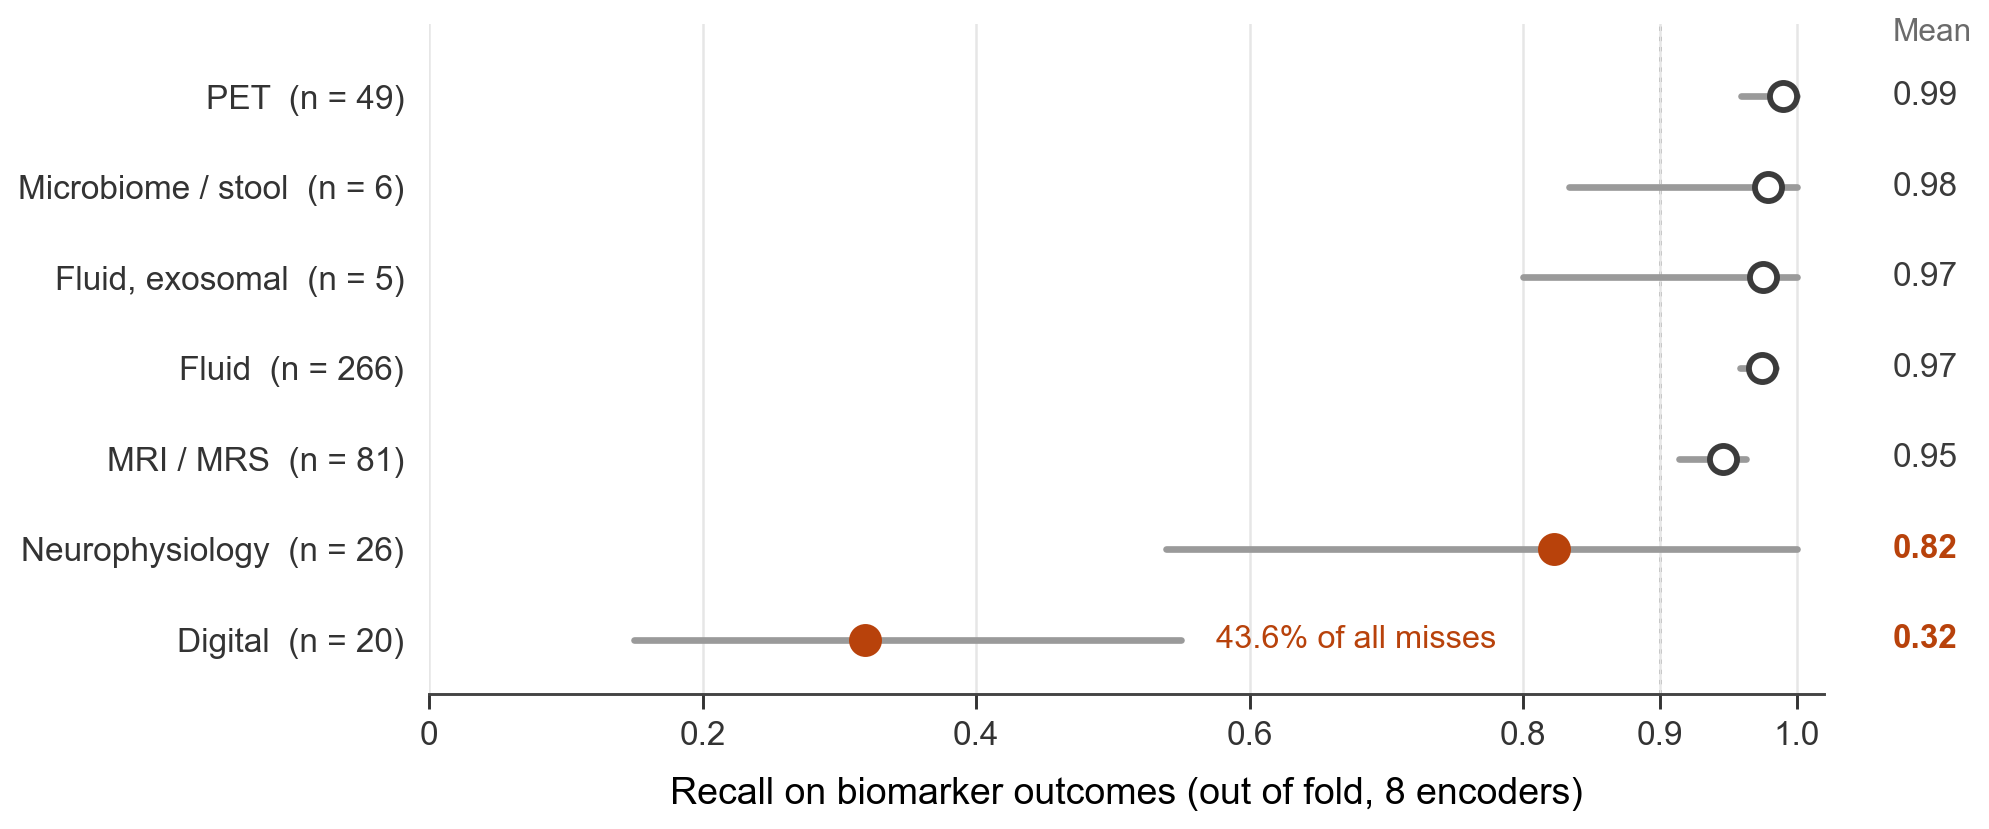 Mean
PET (n = 49) 0.99
Microbiome / stool (n = 6) 0.98
Fluid, exosomal (n = 5) 0.97
Fluid (n = 266) 0.97
MRI / MRS (n = 81) 0.95
Neurophysiology (n = 26) 0.82
Digital (n = 20) 43.6% of all misses 0.32
0 0.2 0.4 0.6 0.8 0.9 1.0
Recall on biomarker outcomes (out of fold, 8 encoders)